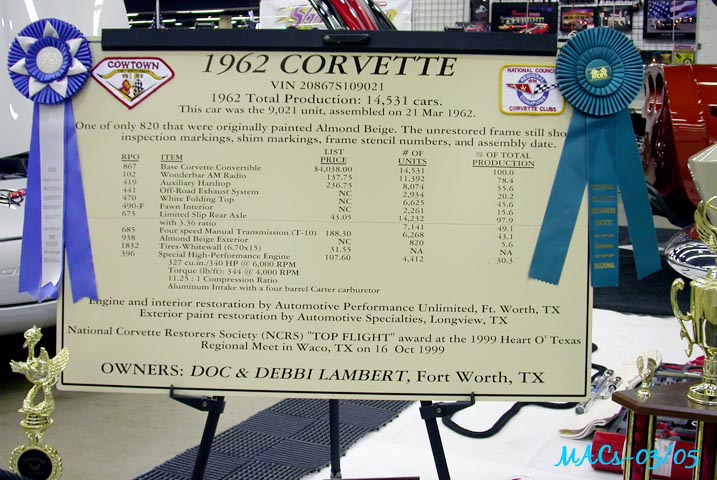 COWTOWN
VETS
NATIONAL COUNCIL
CORVETTE CLUBS
NCRS
1962 CORVETTE
VIN 20867S109021
1962 Total Production: 14,531 cars.
This car was the 9,021 unit, assembled on 21 Mar 1962.
One of only 820 that were originally painted Almond Beige. The unrestored frame still sho
inspection markings, shim markings, frame stencil numbers, and assembly date.
LIST # OF % OF TOTAL
RPO ITEM PRICE UNITS PRODUCTION
867 Base Corvette Convertible $4,038.00 14,531 100.0
102 Wonderbar AM Radio 137.75 11,392 78.4
419 Auxiliary Hardtop 236.75 8,074 55.6
441 Off-Road Exhaust System NC 2,934 20.2
470 White Folding Top NC 6,625 45.6
490-F Fawn Interior NC 2,261 15.6
675 Limited Slip Rear Axle 43.05 14,232 97.9
with 3.36 ratio 7,141 49.1
685 Four speed Manual Transmission (T-10) 188.30 6,268 43.1
938 Almond Beige Exterior NC 820 5.6
1832 Tires-Whitewall (6.70x15) 31.55 NA NA
396 Special High-Performance Engine 107.60 4,412 30.3
327 cu.in./340 HP @ 6,000 RPM
Torque (lb/ft): 344 @ 4,000 RPM
11.25 : 1 Compression Ratio
Aluminum Intake with a four barrel Carter carburetor
Engine and interior restoration by Automotive Performance Unlimited, Ft. Worth, TX
Exterior paint restoration by Automotive Specialties, Longview, TX
National Corvette Restorers Society (NCRS) "TOP FLIGHT" award at the 1999 Heart O' Texas
Regional Meet in Waco, TX on 16 Oct 1999
OWNERS: DOC & DEBBI LAMBERT, Fort Worth, TX
NATIONAL
CORVETTE
RESTORERS
SOCIETY
REGIONAL
MACs-03/05